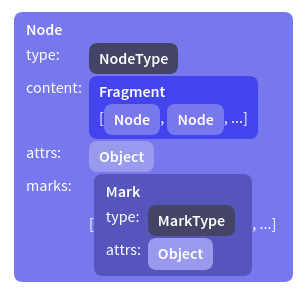 Node
type: NodeType
content: Fragment
[ Node , Node , ...]
attrs: Object
marks: Mark
type: MarkType
[ , ...]
attrs: Object